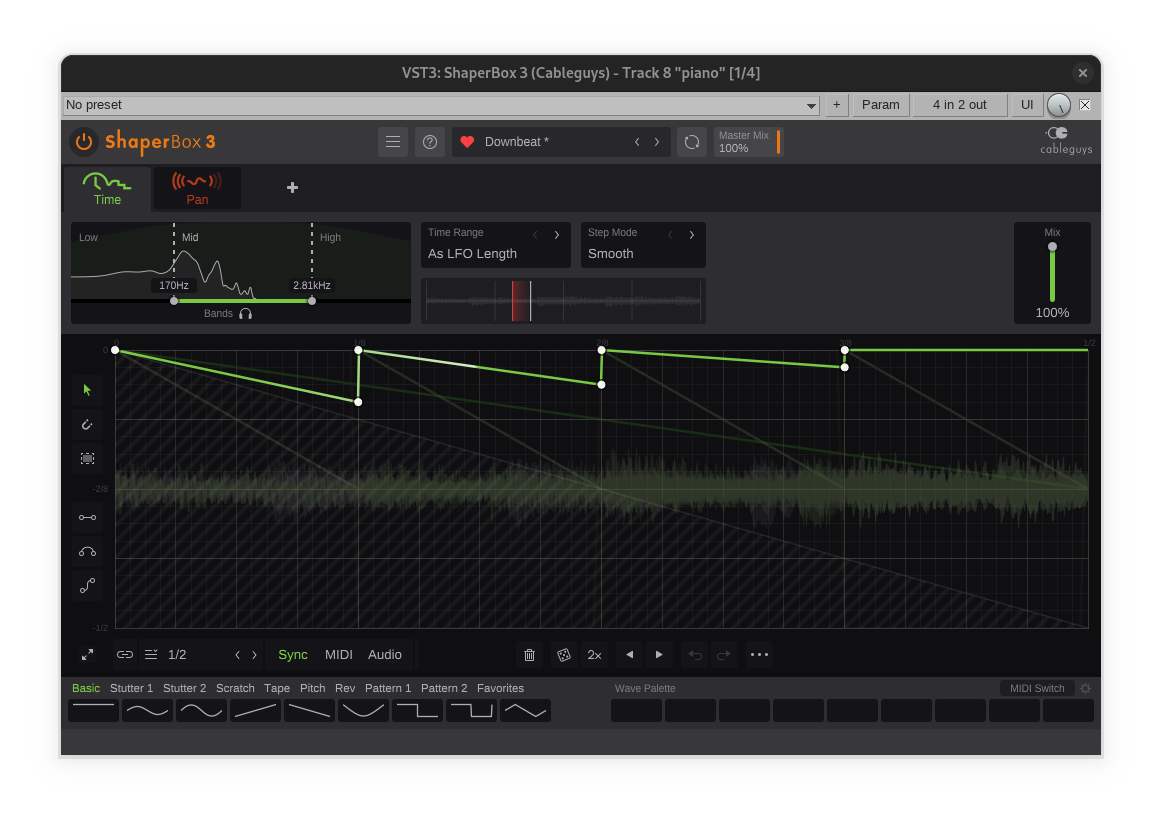 VST3: ShaperBox 3 (Cableguys) - Track 8 "piano" [1/4]
No preset + Param 4 in 2 out UI
ShaperBox 3 Downbeat * Master Mix 100% cableguys
Time Pan +
Low Mid High
170Hz 2.81kHz
Bands
Time Range
As LFO Length
Step Mode
Smooth
Mix
100%
0 1/8 2/8 3/8 1/2
0
-2/8
-1/2
1/2 Sync MIDI Audio 2x
Basic Stutter 1 Stutter 2 Scratch Tape Pitch Rev Pattern 1 Pattern 2 Favorites Wave Palette MIDI Switch